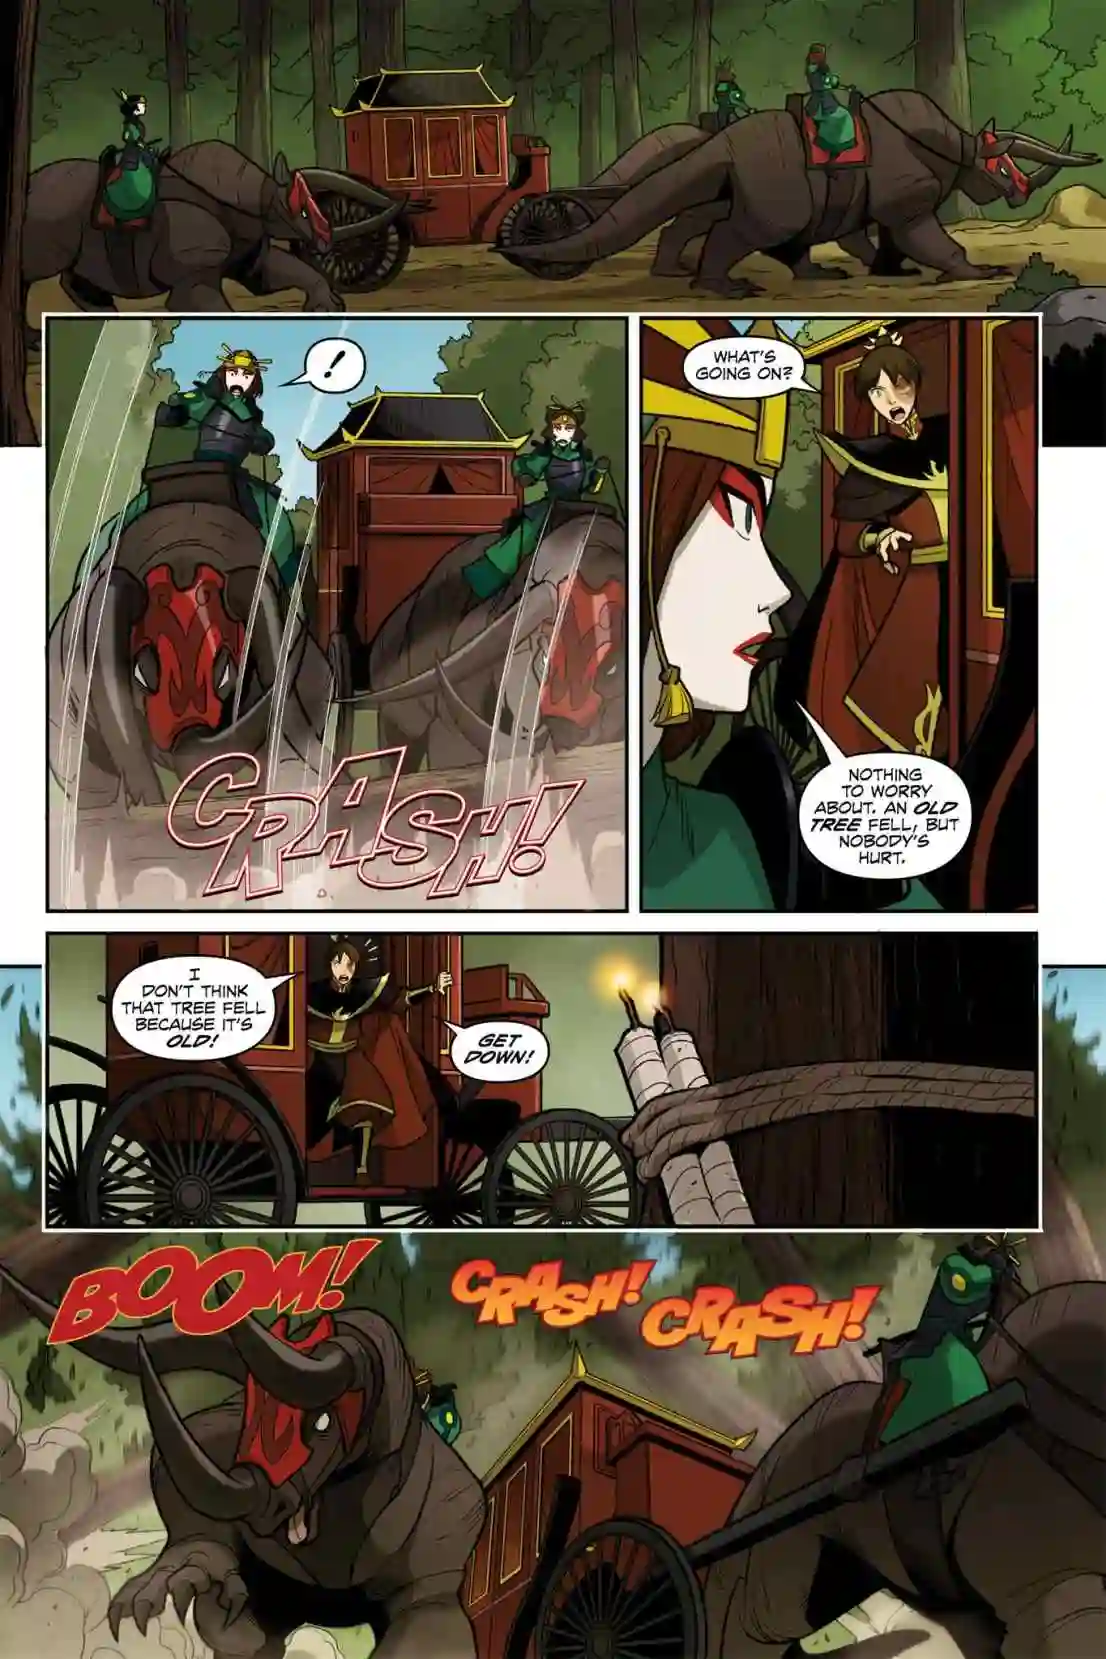 !
CRASH!
WHAT'S
GOING ON?
NOTHING
TO WORRY
ABOUT. AN OLD
TREE FELL, BUT
NOBODY'S
HURT.
I
DON'T THINK
THAT TREE FELL
BECAUSE IT'S
OLD!
GET
DOWN!
BOOM!
CRASH!
CRASH!